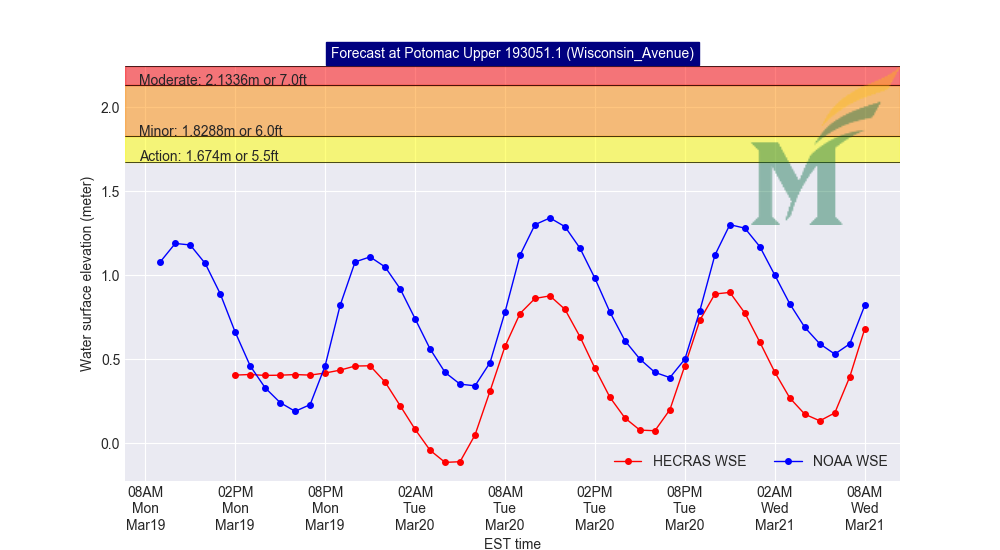 Forecast at Potomac Upper 193051.1 (Wisconsin_Avenue)
Moderate: 2.1336m or 7.0ft
Minor: 1.8288m or 6.0ft
Action: 1.674m or 5.5ft
M
Water surface elevation (meter)
2.0
1.5
1.0
0.5
0.0
HECRAS WSE NOAA WSE
08AM 02PM 08PM 02AM 08AM 02PM 08PM 02AM 08AM
Mon Mon Mon Tue Tue Tue Tue Wed Wed
Mar19 Mar19 Mar19 Mar20 Mar20 Mar20 Mar20 Mar21 Mar21
EST time